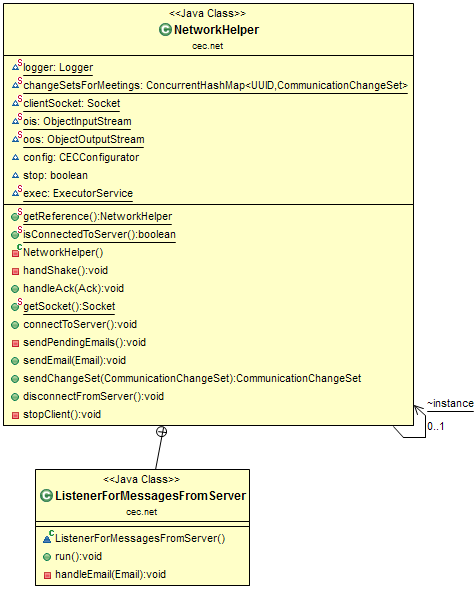 <<Java Class>>
NetworkHelper
cec.net
logger: Logger
changeSetsForMeetings: ConcurrentHashMap<UUID,CommunicationChangeSet>
clientSocket: Socket
ois: ObjectInputStream
oos: ObjectOutputStream
config: CECConfigurator
stop: boolean
exec: ExecutorService
getReference():NetworkHelper
isConnectedToServer():boolean
NetworkHelper()
handShake():void
handleAck(Ack):void
getSocket():Socket
connectToServer():void
sendPendingEmails():void
sendEmail(Email):void
sendChangeSet(CommunicationChangeSet):CommunicationChangeSet
disconnectFromServer():void
stopClient():void
~instance
0..1
<<Java Class>>
ListenerForMessagesFromServer
cec.net
ListenerForMessagesFromServer()
run():void
handleEmail(Email):void